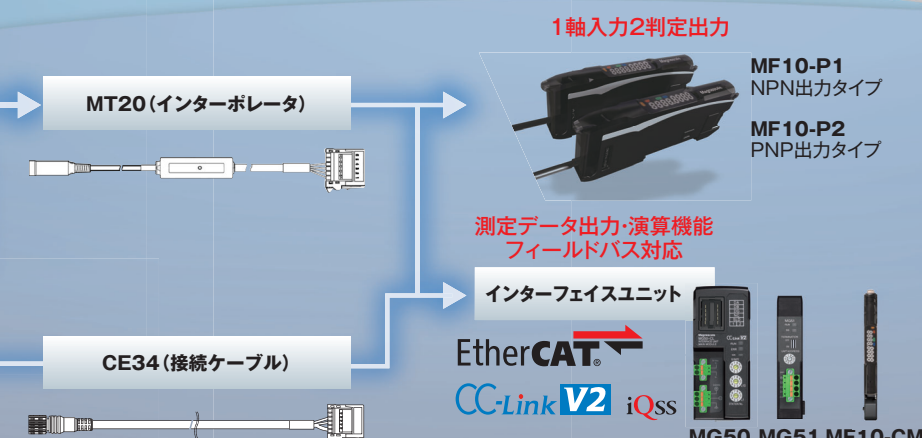 1軸入力2判定出力
MF10-P1
NPN出力タイプ
MF10-P2
PNP出力タイプ
MT20（インターポレータ）
測定データ出力・演算機能
フィールドバス対応
インターフェイスユニット
EtherCAT®
CC-Link V2 iQss
CE34（接続ケーブル）
MG50 MG51 MF10-CM